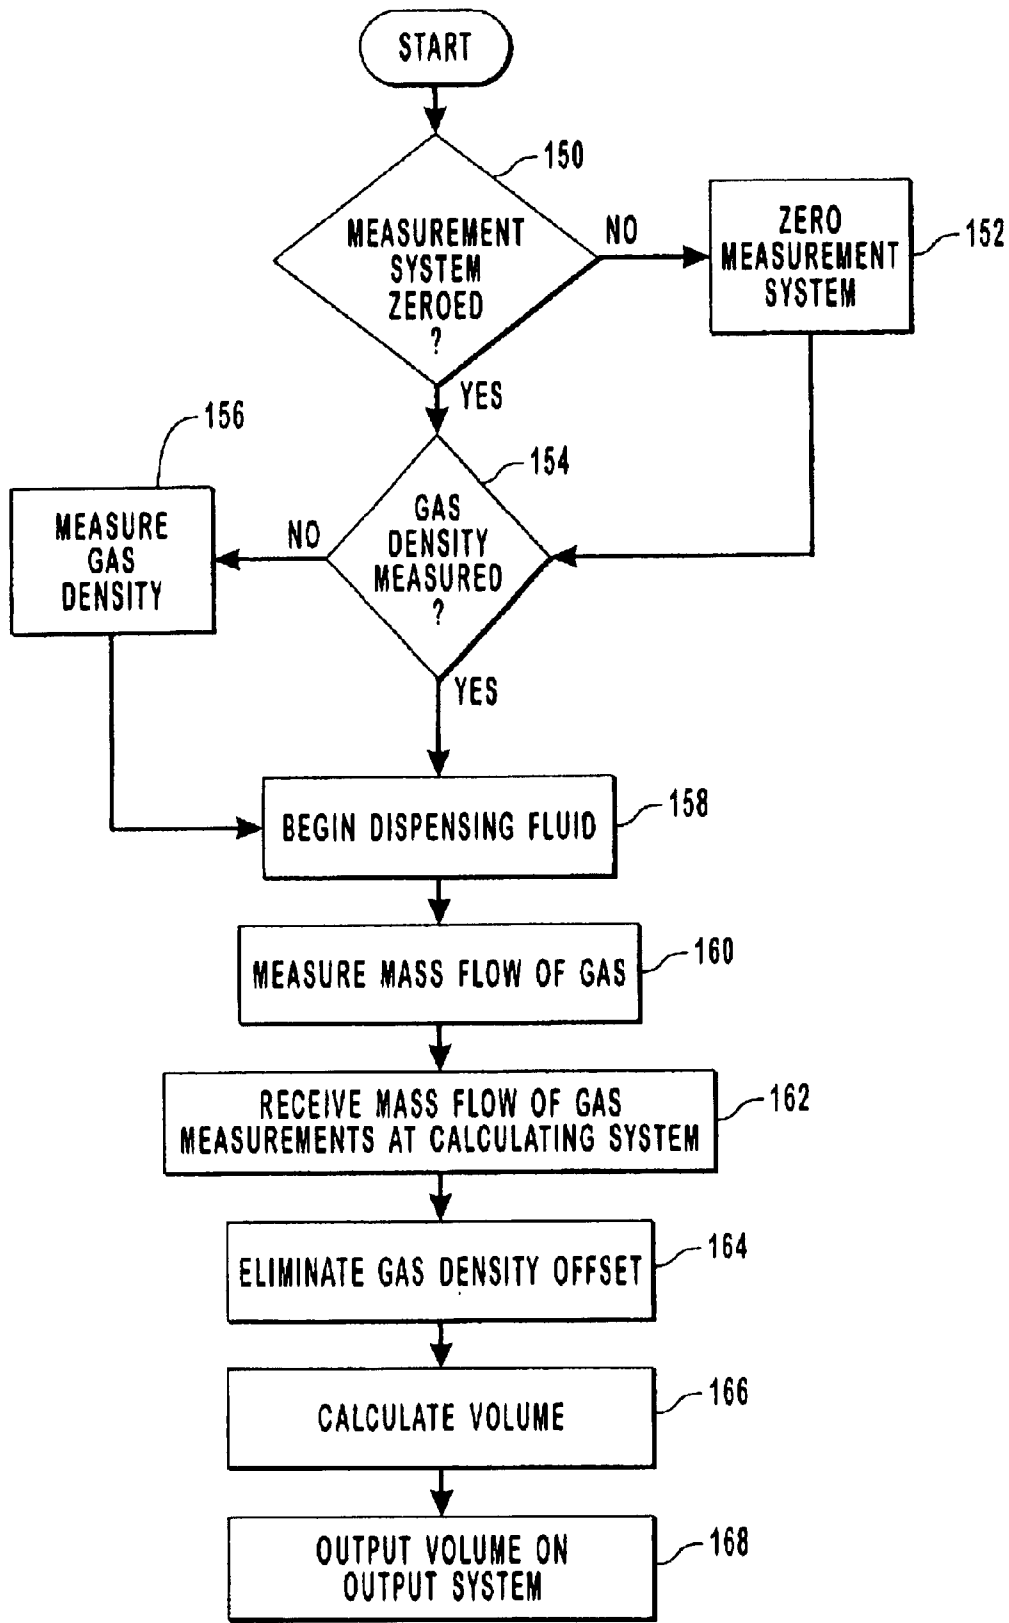 START
150
MEASUREMENT
SYSTEM
ZEROED
?
NO
ZERO
MEASUREMENT
SYSTEM
152
YES
156
154
MEASURE
GAS
DENSITY
NO
GAS
DENSITY
MEASURED
?
YES
BEGIN DISPENSING FLUID
158
MEASURE MASS FLOW OF GAS
160
RECEIVE MASS FLOW OF GAS
MEASUREMENTS AT CALCULATING SYSTEM
162
ELIMINATE GAS DENSITY OFFSET
164
CALCULATE VOLUME
166
OUTPUT VOLUME ON
OUTPUT SYSTEM
168